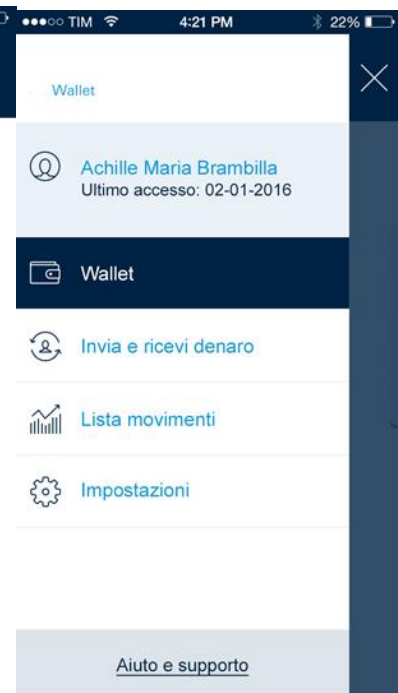 TIM 4:21 PM 22%
Wallet
Achille Maria Brambilla
Ultimo accesso: 02-01-2016
Wallet
Invia e ricevi denaro
Lista movimenti
Impostazioni
Aiuto e supporto